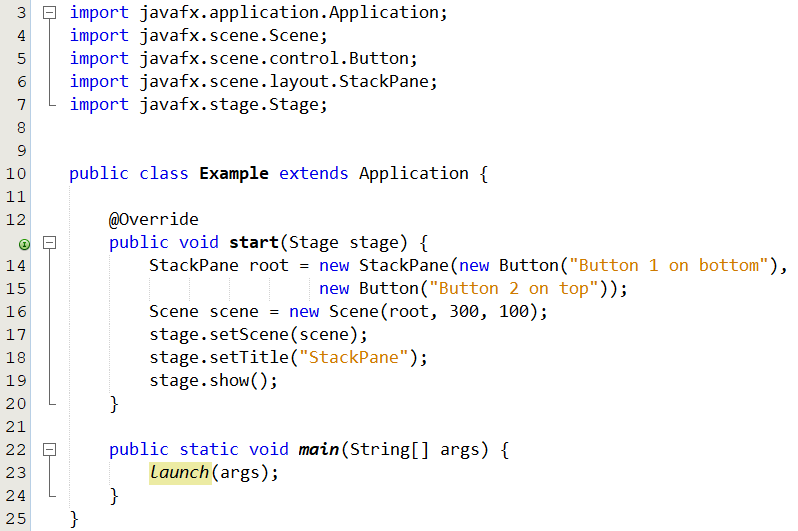 3 import javafx.application.Application;
4 import javafx.scene.Scene;
5 import javafx.scene.control.Button;
6 import javafx.scene.layout.StackPane;
7 import javafx.stage.Stage;
8
9
10 public class Example extends Application {
11
12     @Override
    public void start(Stage stage) {
14         StackPane root = new StackPane(new Button("Button 1 on bottom"),
15                          new Button("Button 2 on top"));
16         Scene scene = new Scene(root, 300, 100);
17         stage.setScene(scene);
18         stage.setTitle("StackPane");
19         stage.show();
20     }
21
22     public static void main(String[] args) {
23         launch(args);
24     }
25 }